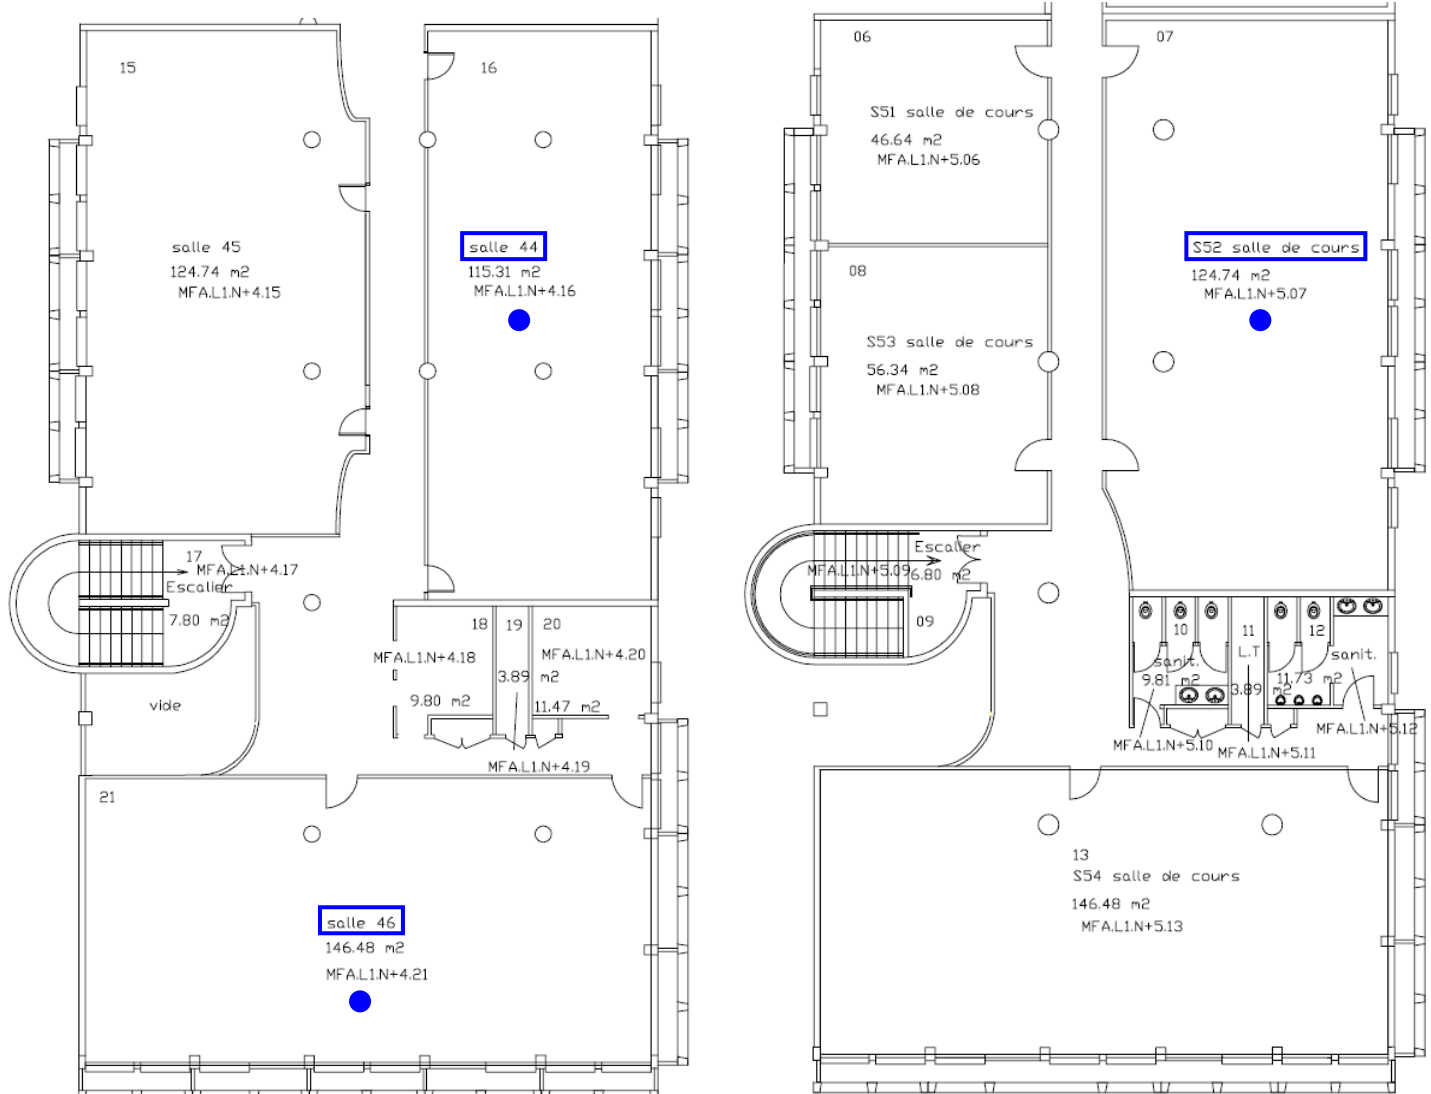 15
16
salle 45
124.74 m2
MFA.L1.N+4.15
salle 44
115.31 m2
MFA.L1.N+4.16
17
MFA.L1.N+4.17
Escalier
7.80 m2
vide
18
MFA.L1.N+4.18
9.80 m2
19
3.89 m2
MFA.L1.N+4.19
20
MFA.L1.N+4.20
11.47 m2
21
salle 46
146.48 m2
MFA.L1.N+4.21
06
S51 salle de cours
46.64 m2
MFA.L1.N+5.06
07
S52 salle de cours
124.74 m2
MFA.L1.N+5.07
08
S53 salle de cours
56.34 m2
MFA.L1.N+5.08
Escalier
MFA.L1.N+5.09
6.80 m2
09
10
sanit.
9.81 m2
MFA.L1.N+5.10
11
L.T
3.89 m2
MFA.L1.N+5.11
12
sanit.
11.73 m2
MFA.L1.N+5.12
13
S54 salle de cours
146.48 m2
MFA.L1.N+5.13